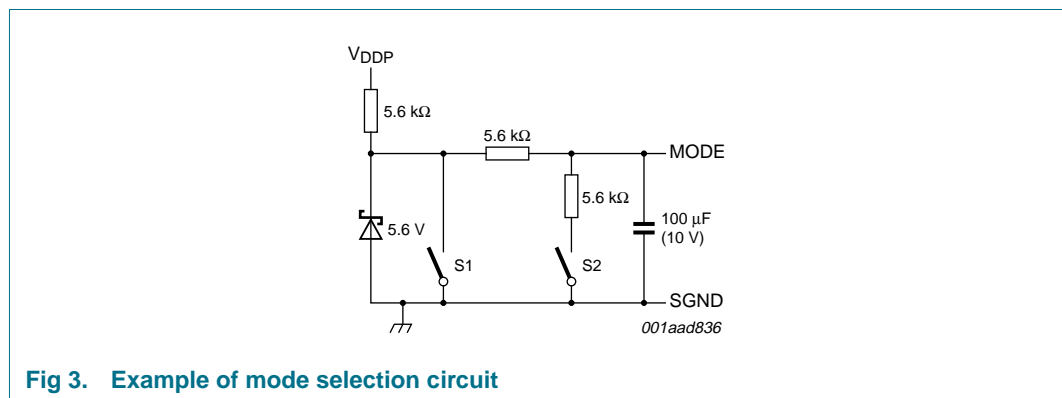 VDDP
5.6 kΩ
5.6 kΩ
MODE
5.6 kΩ
5.6 V
100 μF
(10 V)
S1
S2
SGND
001aad836
Fig 3. Example of mode selection circuit